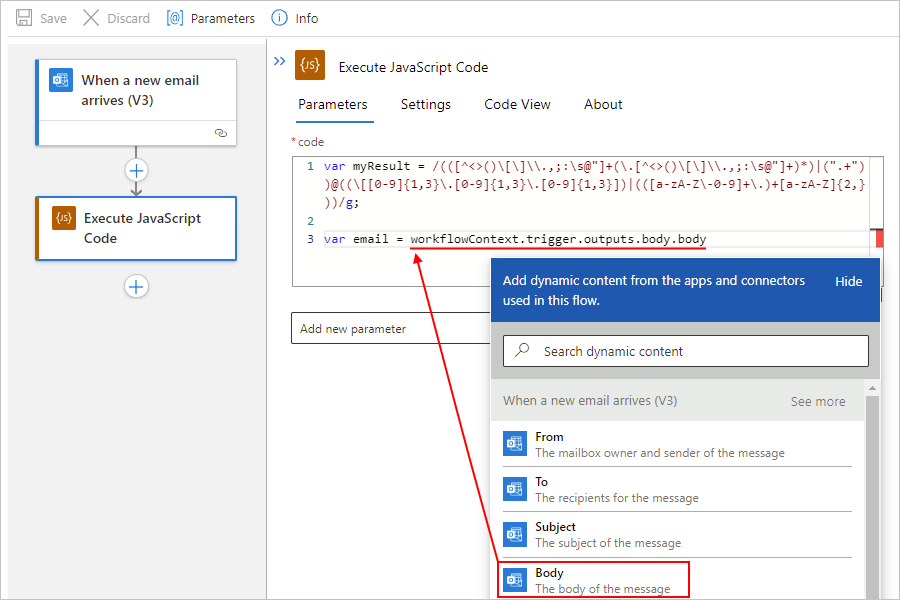 Save Discard Parameters Info
When a new email
arrives (V3)
Execute JavaScript
Code
Execute JavaScript Code
Parameters Settings Code View About
* code
1 var myResult = /(([^<>()\[\]\\.,;:\s@"]+(\.[^<>()\[\]\\.,;:\s@"]+)*)|(".+")
)@((\[[0-9]{1,3}\.[0-9]{1,3}\.[0-9]{1,3}])|(([a-zA-Z\-0-9]+\.)+[a-zA-Z]{2,}
))/g;
2
3 var email = workflowContext.trigger.outputs.body.body
Add new parameter
Add dynamic content from the apps and connectors
used in this flow.
Hide
Search dynamic content
When a new email arrives (V3) See more
From
The mailbox owner and sender of the message
To
The recipients for the message
Subject
The subject of the message
Body
The body of the message